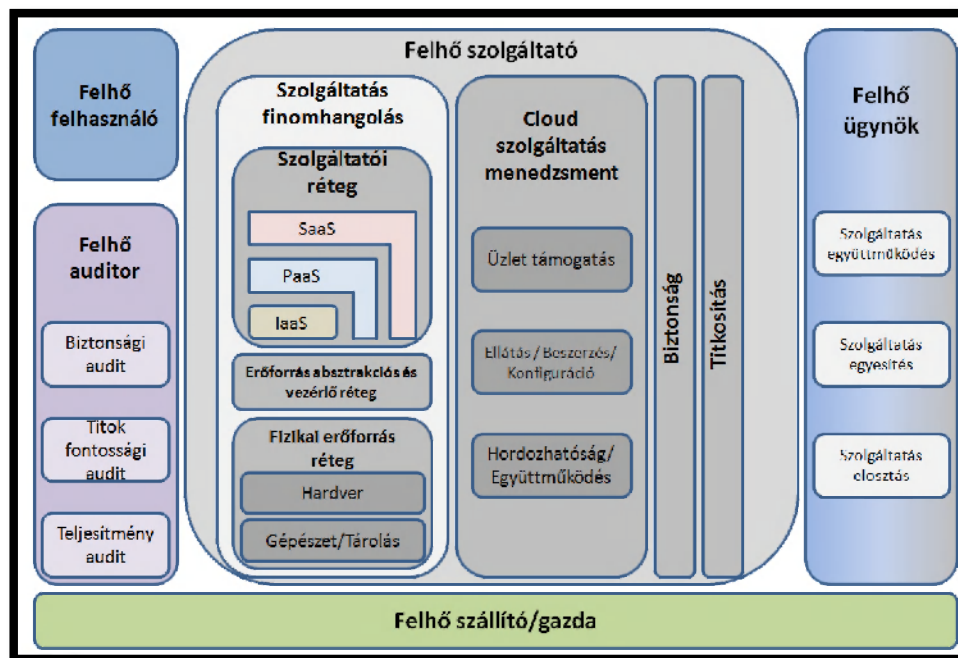 Felhő szolgáltató
Felhő
felhasználó
Felhő
auditor
Biztonsági
audit
Titok
fontossági
audit
Teljesítmény
audit
Szolgáltatás
finomhangolás
Szolgáltatói
réteg
SaaS
PaaS
IaaS
Erőforrás absztrakciós és
vezérlő réteg
Fizikai erőforrás
réteg
Hardver
Gépészet/Tárolás
Cloud
szolgáltatás
menedzsment
Üzlet támogatás
Ellátás / Beszerzés/
Konfiguráció
Hordozhatóság/
Együttműködés
Biztonság
Titkosítás
Felhő
ügynök
Szolgáltatás
együttműködés
Szolgáltatás
egyesítés
Szolgáltatás
elosztás
Felhő szállító/gazda